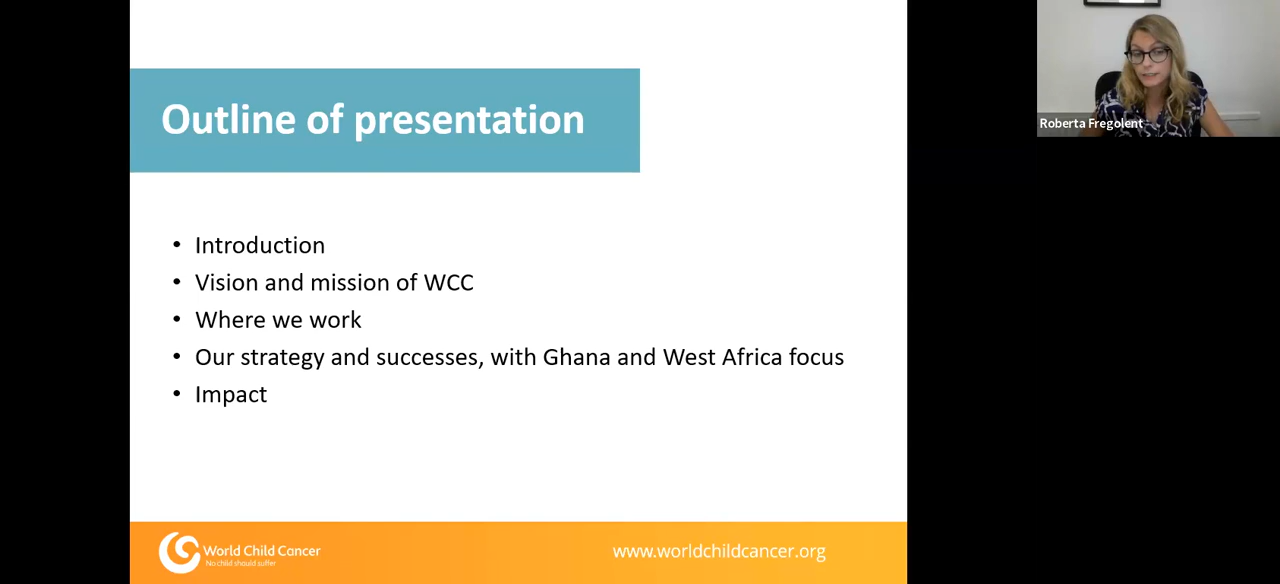 Outline of presentation
• Introduction
• Vision and mission of WCC
• Where we work
• Our strategy and successes, with Ghana and West Africa focus
• Impact
World Child Cancer
No child should suffer
www.worldchildcancer.org
Roberta Fregolent